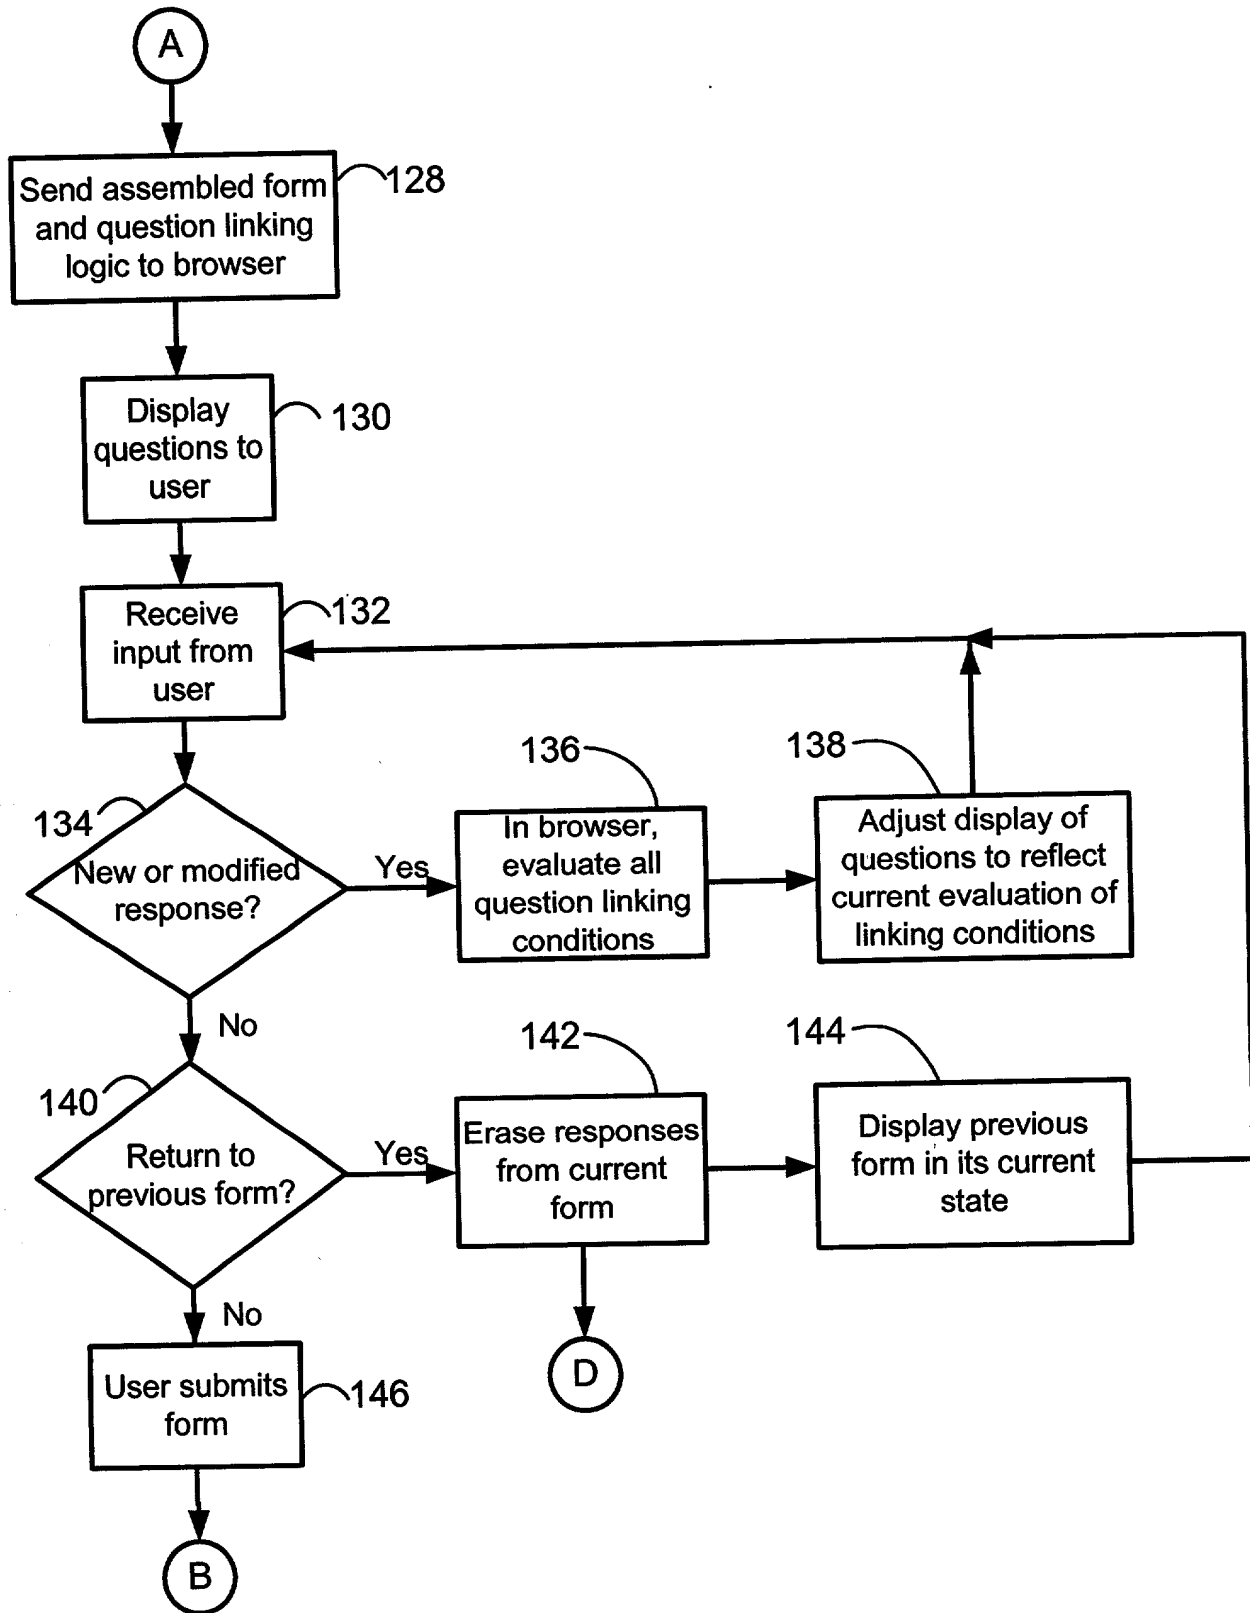 A
Send assembled form
and question linking
logic to browser
128
Display
questions to
user
130
Receive
input from
user
132
134
New or modified
response?
Yes
136
In browser,
evaluate all
question linking
conditions
138
Adjust display of
questions to reflect
current evaluation of
linking conditions
No
140
Return to
previous form?
Yes
142
Erase responses
from current
form
144
Display previous
form in its current
state
D
No
User submits
form
146
B